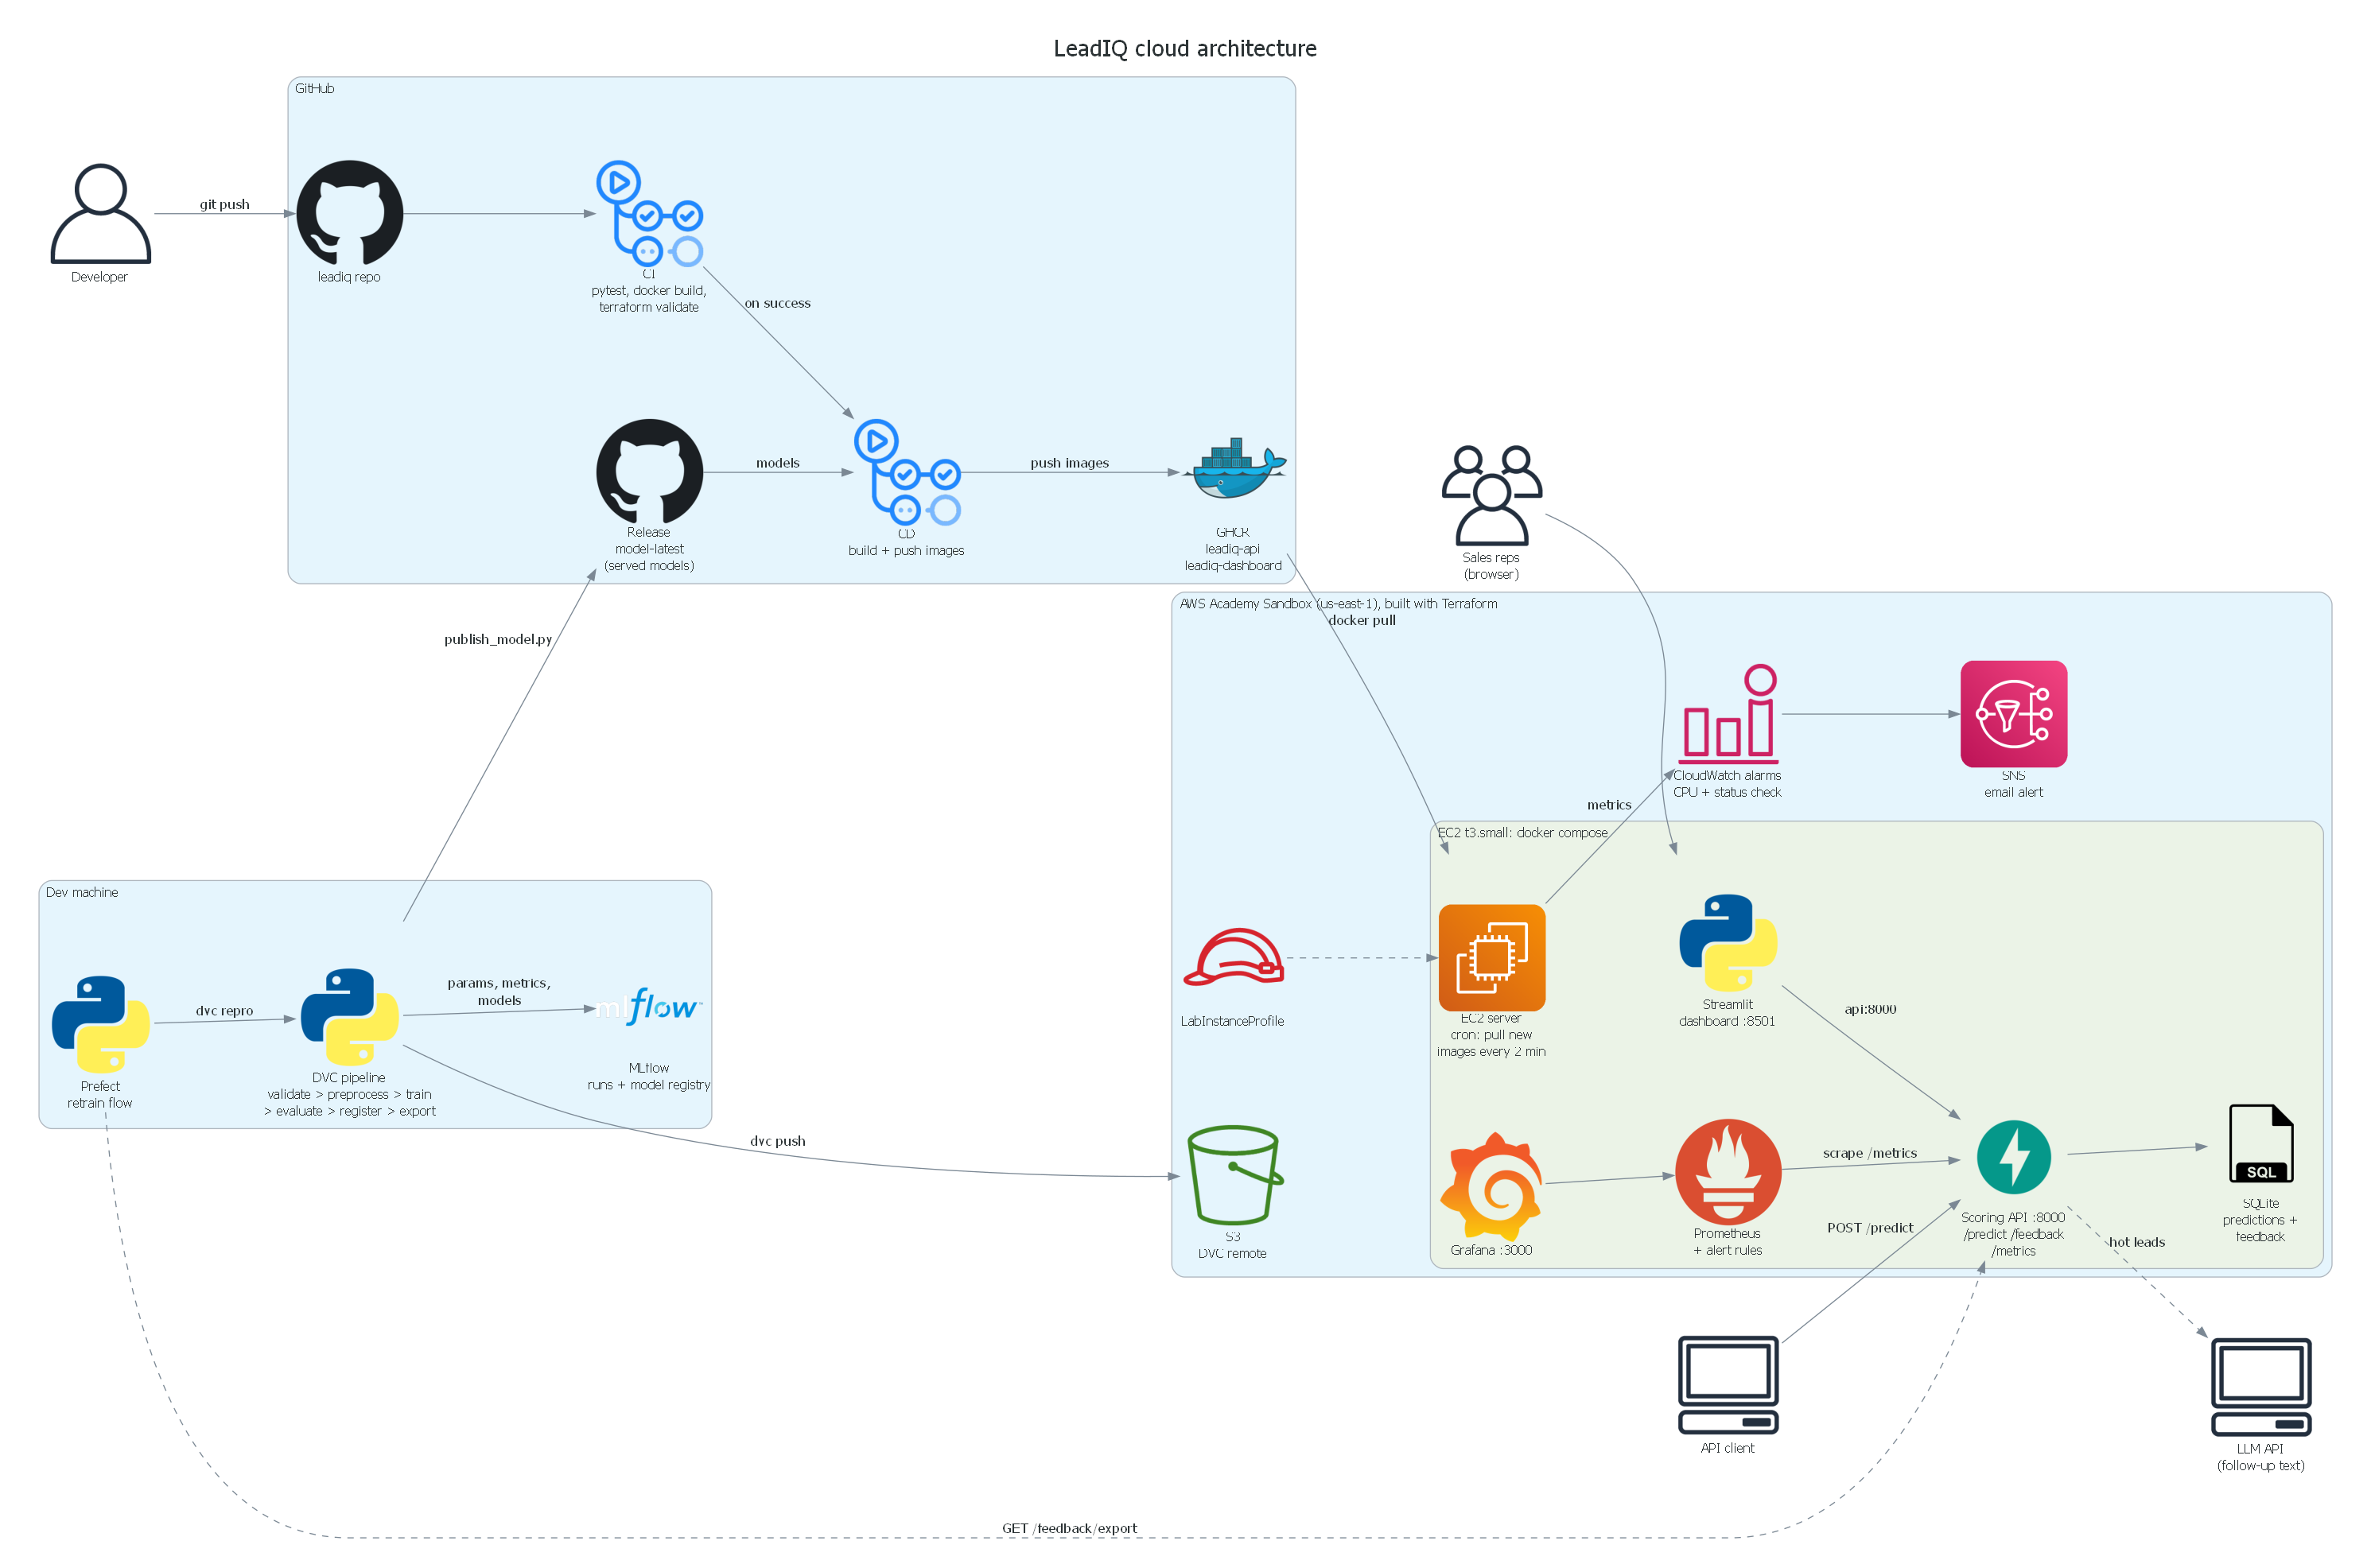 LeadIQ cloud architecture
GitHub
Developer
git push
leadiq repo
CI
pytest, docker build,
terraform validate
on success
Release
model-latest
(served models)
models
CD
build + push images
push images
GHCR
leadiq-api
leadiq-dashboard
Sales reps
(browser)
publish_model.py
AWS Academy Sandbox (us-east-1), built with Terraform
docker pull
CloudWatch alarms
CPU + status check
SNS
email alert
metrics
EC2 t3.small: docker compose
Dev machine
Prefect
retrain flow
dvc repro
DVC pipeline
validate > preprocess > train
> evaluate > register > export
params, metrics,
models
mlflow
MLflow
runs + model registry
dvc push
LabInstanceProfile
EC2 server
cron: pull new
images every 2 min
Streamlit
dashboard :8501
api:8000
S3
DVC remote
Grafana :3000
Prometheus
+ alert rules
scrape /metrics
POST /predict
Scoring API :8000
/predict /feedback
/metrics
SQL
SQLite
predictions +
feedback
hot leads
API client
LLM API
(follow-up text)
GET /feedback/export